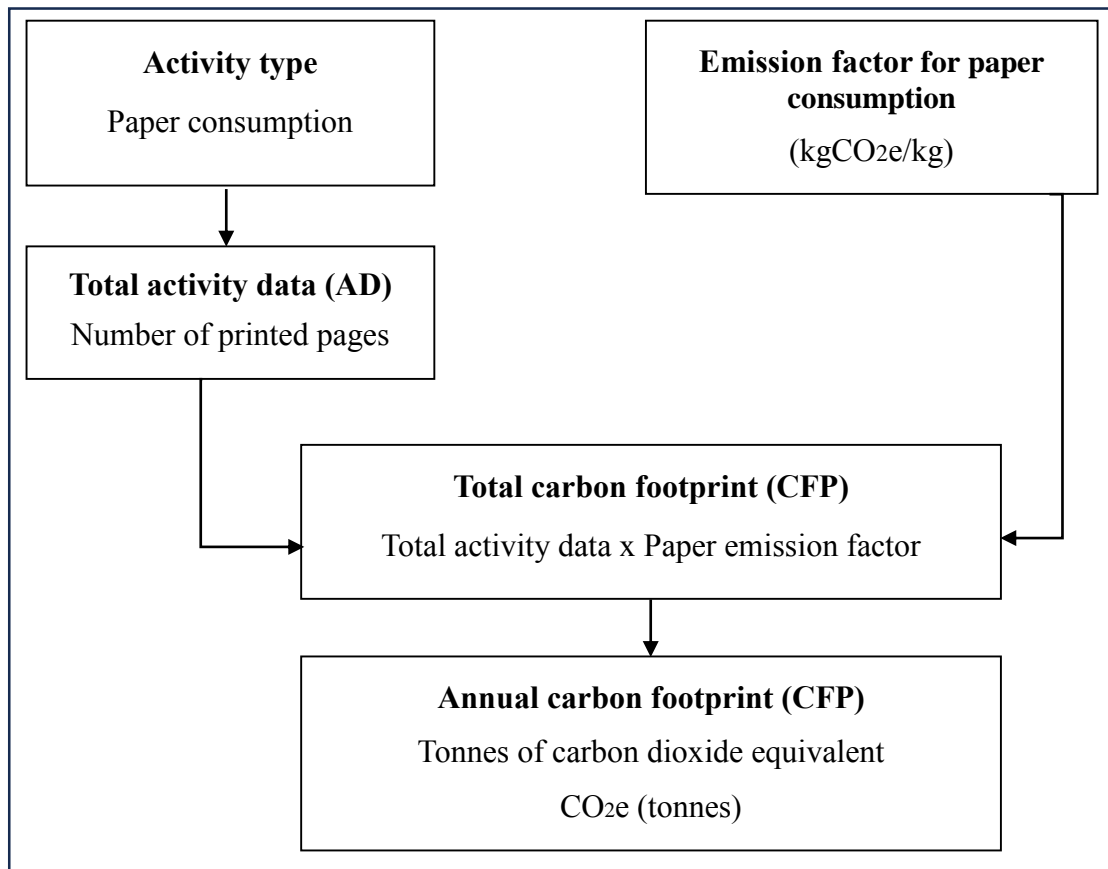 Activity type
Paper consumption
Emission factor for paper
consumption
(kgCO2e/kg)
Total activity data (AD)
Number of printed pages
Total carbon footprint (CFP)
Total activity data x Paper emission factor
Annual carbon footprint (CFP)
Tonnes of carbon dioxide equivalent
CO2e (tonnes)